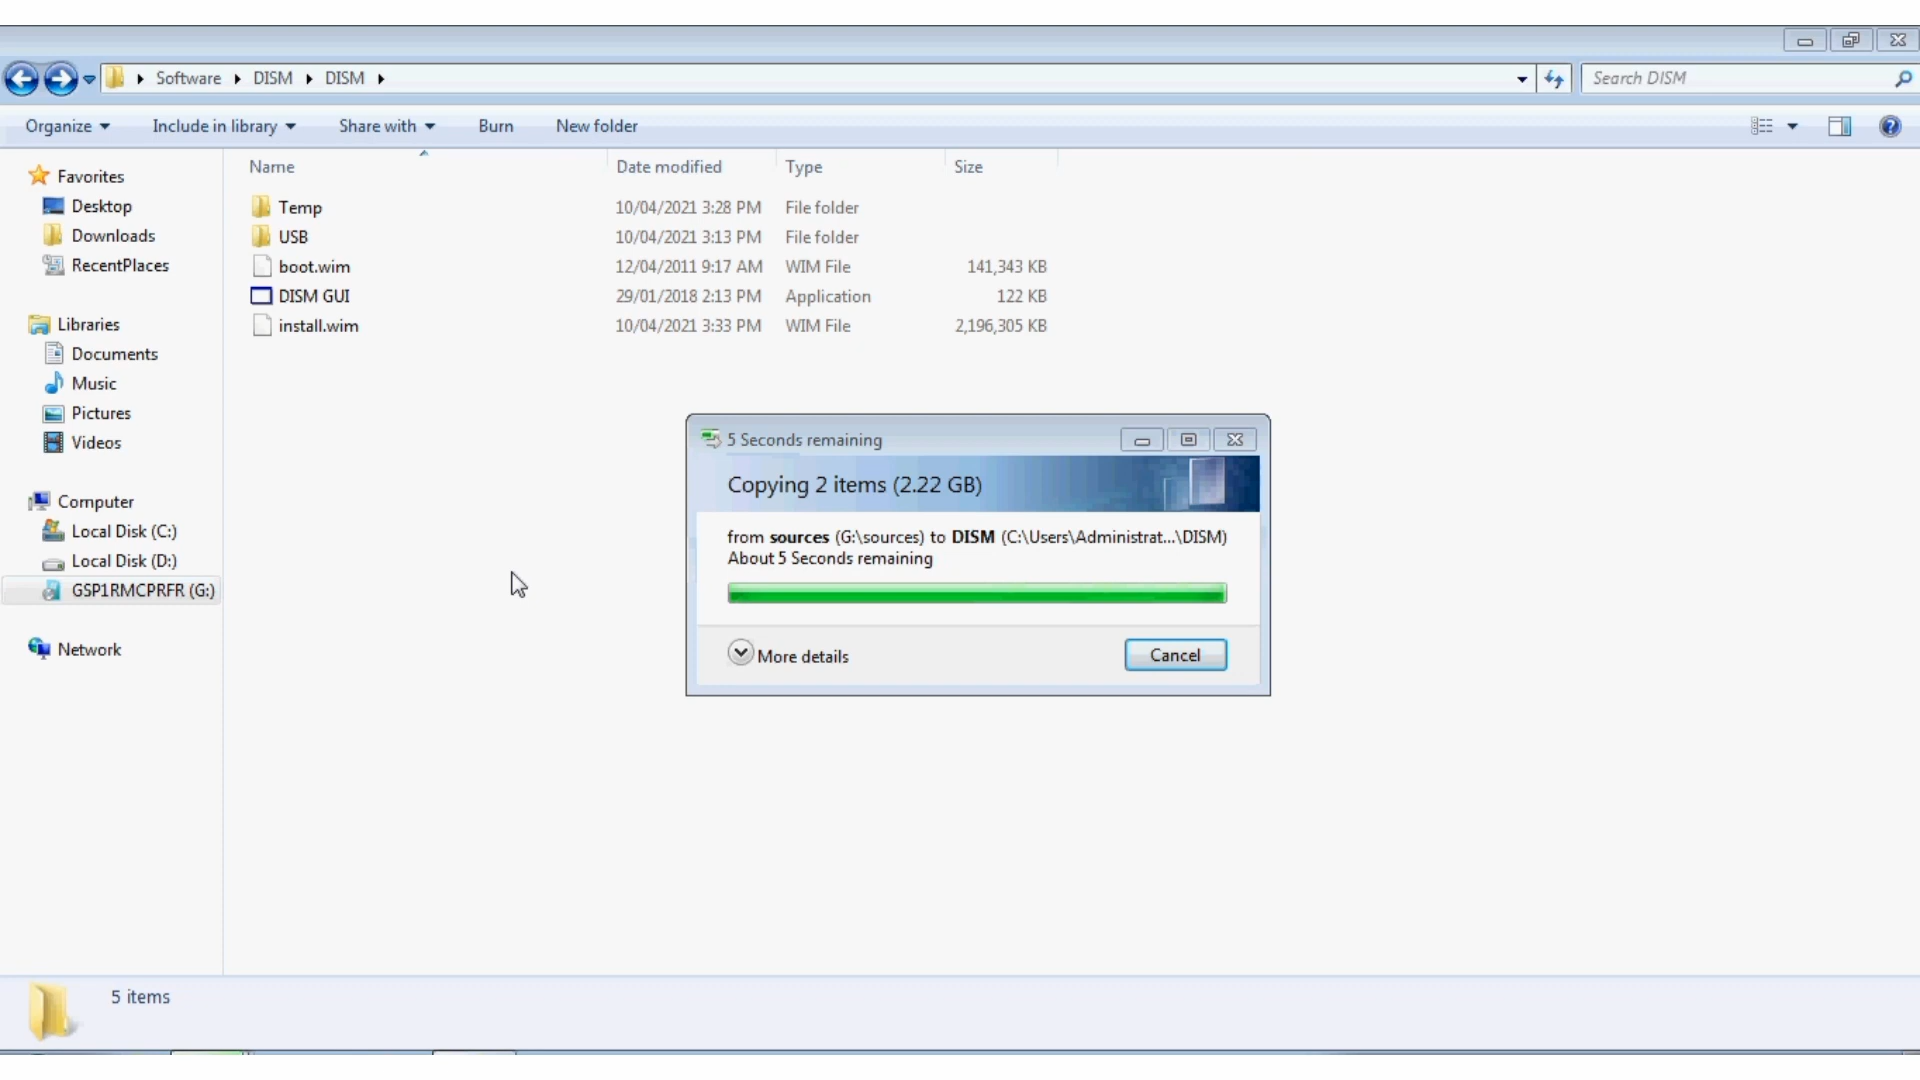 Software DISM DISM
Search DISM
Organize Include in library Share with Burn New folder
Name Date modified Type Size
Favorites
Desktop
Downloads
RecentPlaces
Libraries
Documents
Music
Pictures
Videos
Computer
Local Disk (C:)
Local Disk (D:)
GSP1RMCPRFR (G:)
Network
Temp 10/04/2021 3:28 PM File folder
USB 10/04/2021 3:13 PM File folder
boot.wim 12/04/2011 9:17 AM WIM File 141,343 KB
DISM GUI 29/01/2018 2:13 PM Application 122 KB
install.wim 10/04/2021 3:33 PM WIM File 2,196,305 KB
5 Seconds remaining
Copying 2 items (2.22 GB)
from sources (G:\sources) to DISM (C:\Users\Administrat...\DISM)
About 5 Seconds remaining
More details
Cancel
5 items